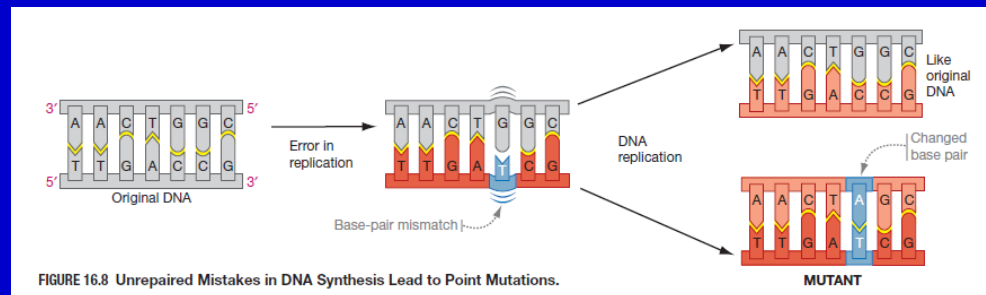 3′ 5′
A A C T G G C
T T G A C C G
5′ 3′
Original DNA
Error in
replication
A A C T G G C
T T G A T C G
Base-pair mismatch
DNA
replication
A A C T G G C
T T G A C C G
Like
original
DNA
Changed
base pair
A A C T A G C
T T G A T C G
MUTANT
FIGURE 16.8 Unrepaired Mistakes in DNA Synthesis Lead to Point Mutations.